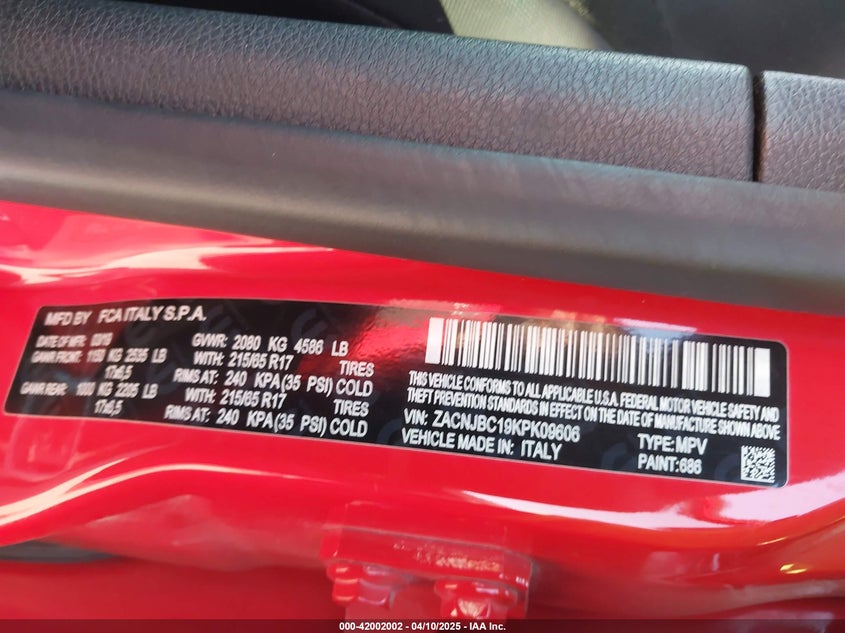 MFD BY FCA ITALY S.P.A.
DATE OF MFR: 03/19 GVWR: 2080 KG 4586 LB
GAWR FRONT: 1150 KG 2535 LB WITH: 215/65 R17 TIRES
17x6,5 RIMS AT: 240 KPA(35 PSI) COLD
GAWR REAR: 1000 KG 2205 LB WITH: 215/65 R17 TIRES
17x6,5 RIMS AT: 240 KPA(35 PSI) COLD
THIS VEHICLE CONFORMS TO ALL APPLICABLE U.S.A. FEDERAL MOTOR VEHICLE SAFETY AND
THEFT PREVENTION STANDARDS IN EFFECT ON THE DATE OF MANUFACTURE SHOWN ABOVE
VIN: ZACNJBC19KPK09606 TYPE: MPV
VEHICLE MADE IN: ITALY PAINT: 686
000-42002002 - 04/10/2025 - IAA Inc.